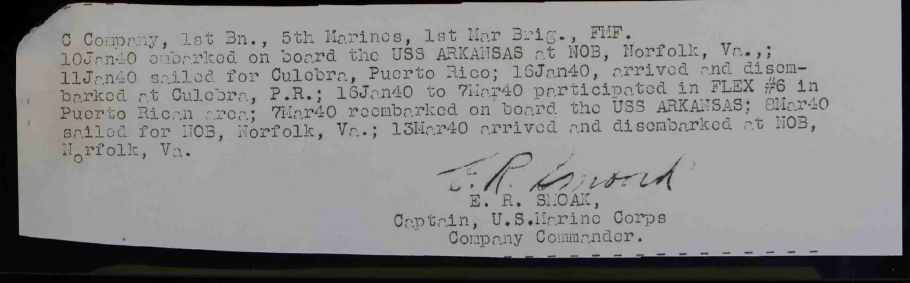 C Company, 1st Bn., 5th Marines, 1st Mar Brig., FMF.
10Jan40 embarked on board the USS ARKANSAS at NOB, Norfolk, Va.,;
11Jan40 sailed for Culebra, Puerto Rico; 16Jan40, arrived and disem-
barked at Culebra, P.R.; 16Jan40 to 7Mar40 participated in FLEX #6 in
Puerto Rican area; 7Mar40 reembarked on board the USS ARKANSAS; 8Mar40
sailed for NOB, Norfolk, Va.; 13Mar40 arrived and disembarked at NOB,
Norfolk, Va.
E. R. SMOAK,
Captain, U.S.Marine Corps
Company Commander.